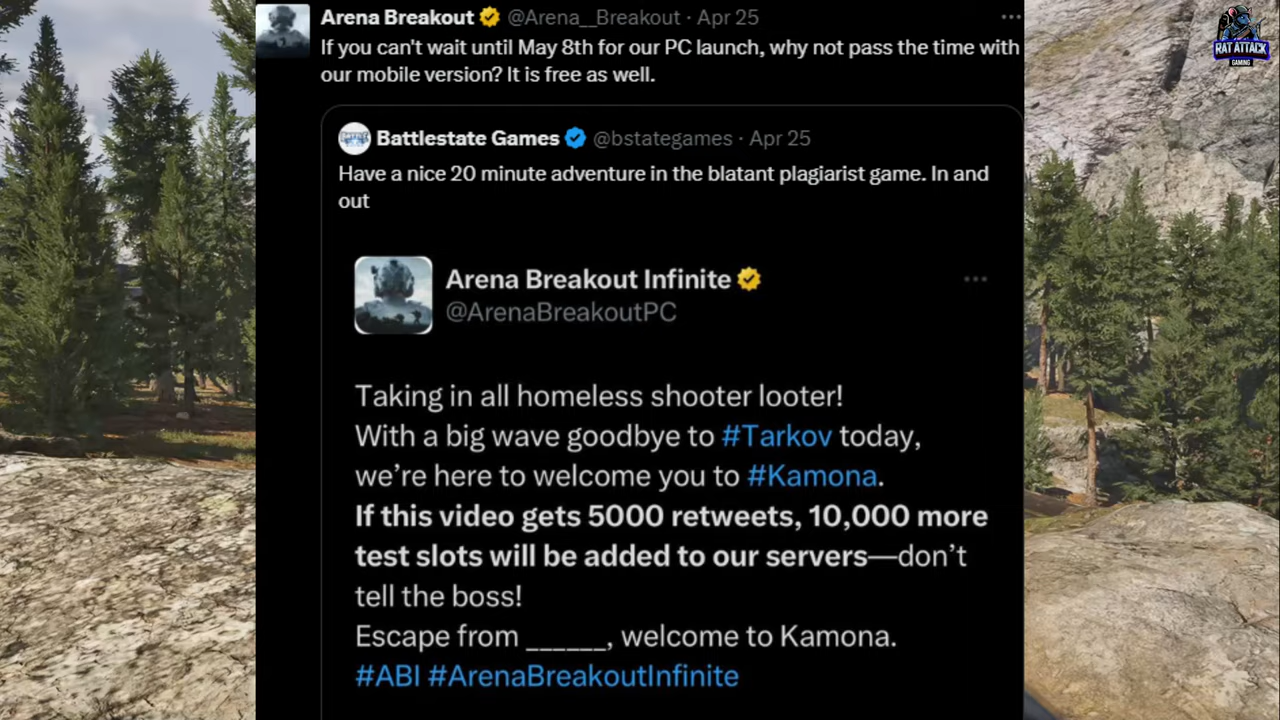 Arena Breakout @Arena__Breakout · Apr 25
If you can't wait until May 8th for our PC launch, why not pass the time with
our mobile version? It is free as well.
Battlestate Games @bstategames · Apr 25
Have a nice 20 minute adventure in the blatant plagiarist game. In and
out
Arena Breakout Infinite
@ArenaBreakoutPC
Taking in all homeless shooter looter!
With a big wave goodbye to #Tarkov today,
we're here to welcome you to #Kamona.
If this video gets 5000 retweets, 10,000 more
test slots will be added to our servers—don't
tell the boss!
Escape from ______, welcome to Kamona.
#ABI #ArenaBreakoutInfinite
RAT ATTACK
GAMING